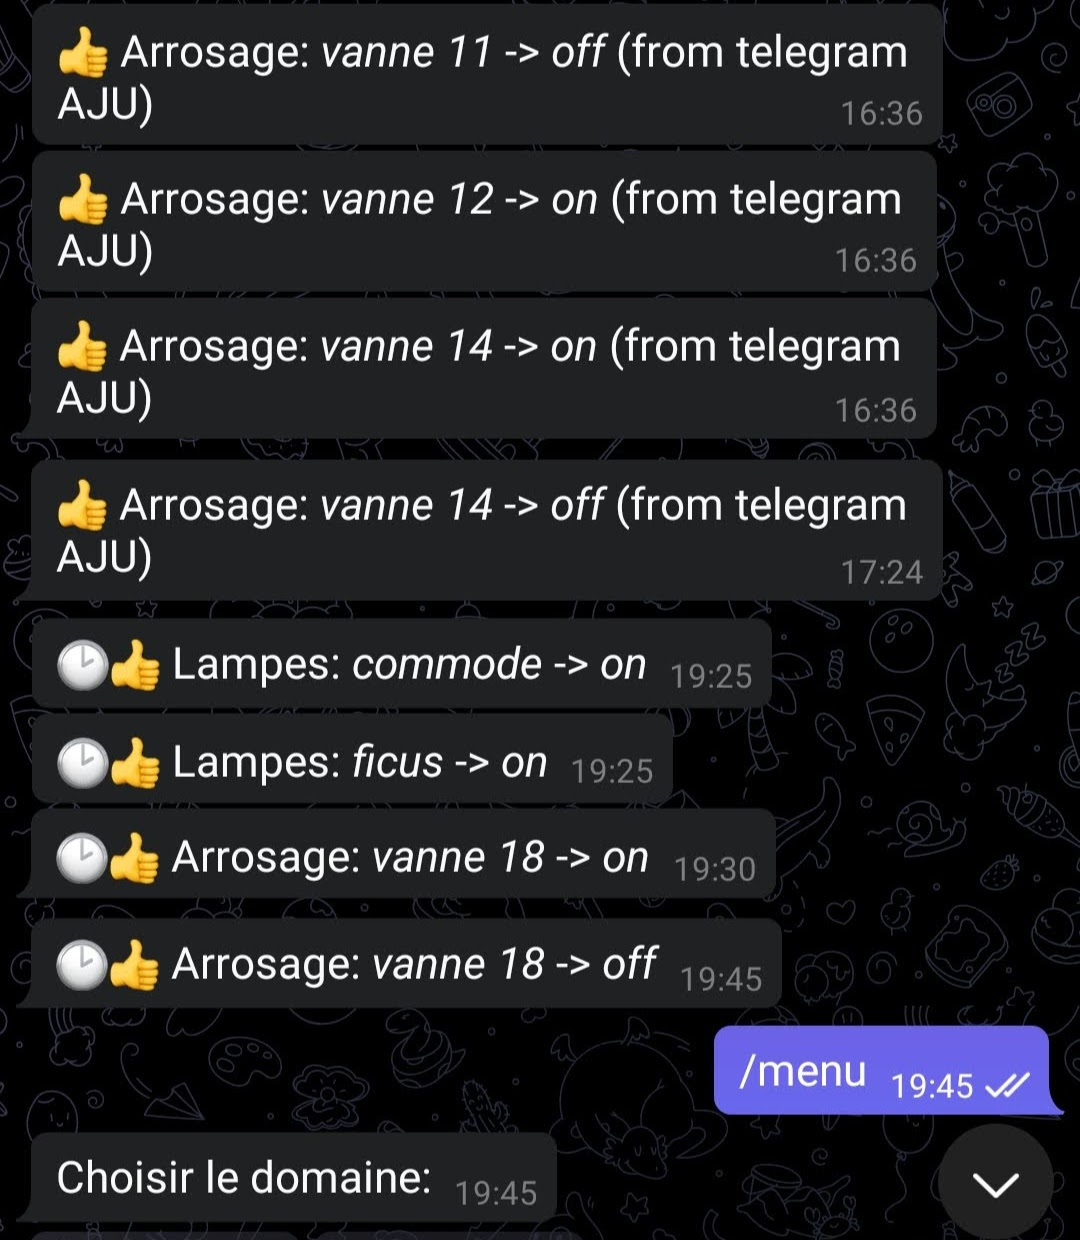 👍 Arrosage: vanne 11 -> off (from telegram
AJU)
16:36
👍 Arrosage: vanne 12 -> on (from telegram
AJU)
16:36
👍 Arrosage: vanne 14 -> on (from telegram
AJU)
16:36
👍 Arrosage: vanne 14 -> off (from telegram
AJU)
17:24
🕒👍 Lampes: commode -> on 19:25
🕒👍 Lampes: ficus -> on 19:25
🕒👍 Arrosage: vanne 18 -> on 19:30
🕒👍 Arrosage: vanne 18 -> off 19:45
/menu 19:45
Choisir le domaine: 19:45